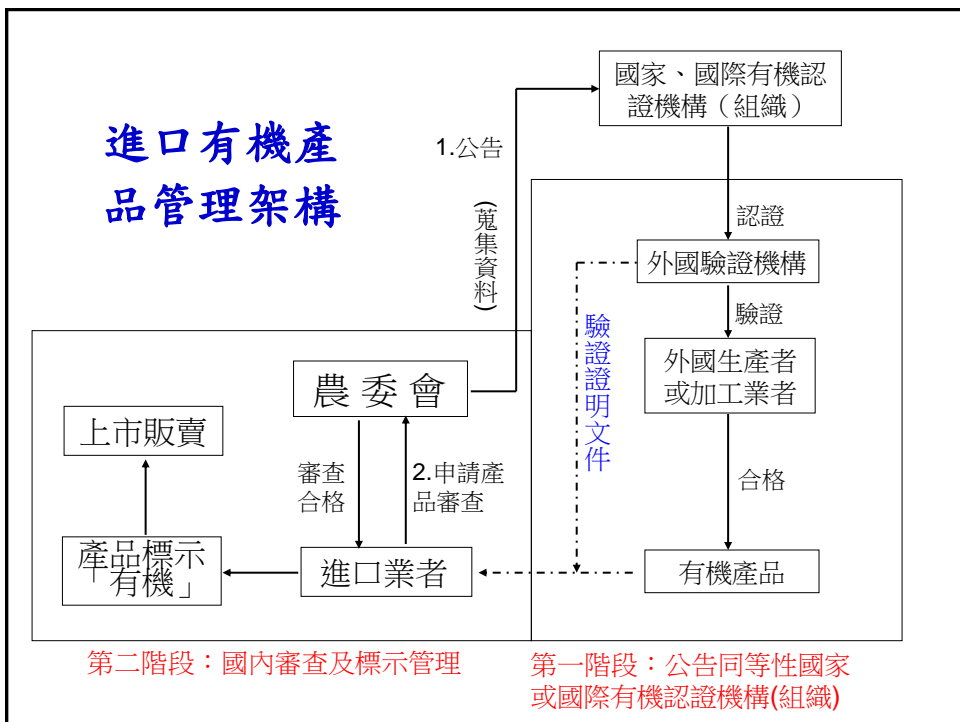 進口有機產
品管理架構
國家、國際有機認
證機構（組織）
1.公告
(蒐集資料)
認證
外國驗證機構
驗證
驗證證明文件
外國生產者
或加工業者
農委會
上市販賣
審查
合格
2.申請產
品審查
合格
產品標示
「有機」
進口業者
有機產品
第二階段：國內審查及標示管理
第一階段：公告同等性國家
或國際有機認證機構(組織)